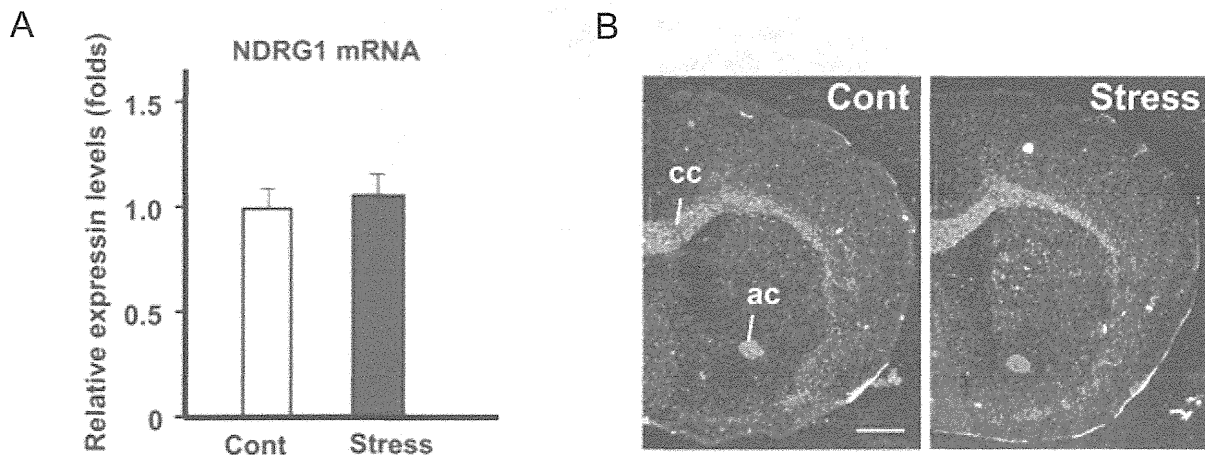 A
NDRG1 mRNA
Relative expressin levels (folds)
1.5
1.0
0.5
0
Cont
Stress
B
Cont
Stress
cc
ac